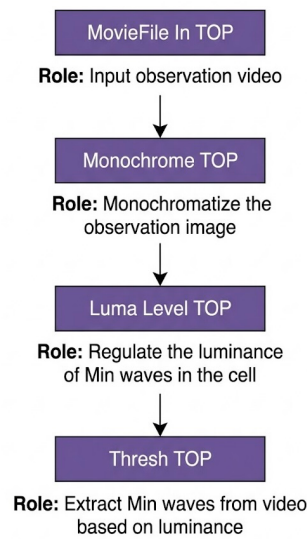 MovieFile In TOP
Role: Input observation video
Monochrome TOP
Role: Monochromatize the
observation image
Luma Level TOP
Role: Regulate the luminance
of Min waves in the cell
Thresh TOP
Role: Extract Min waves from video
based on luminance